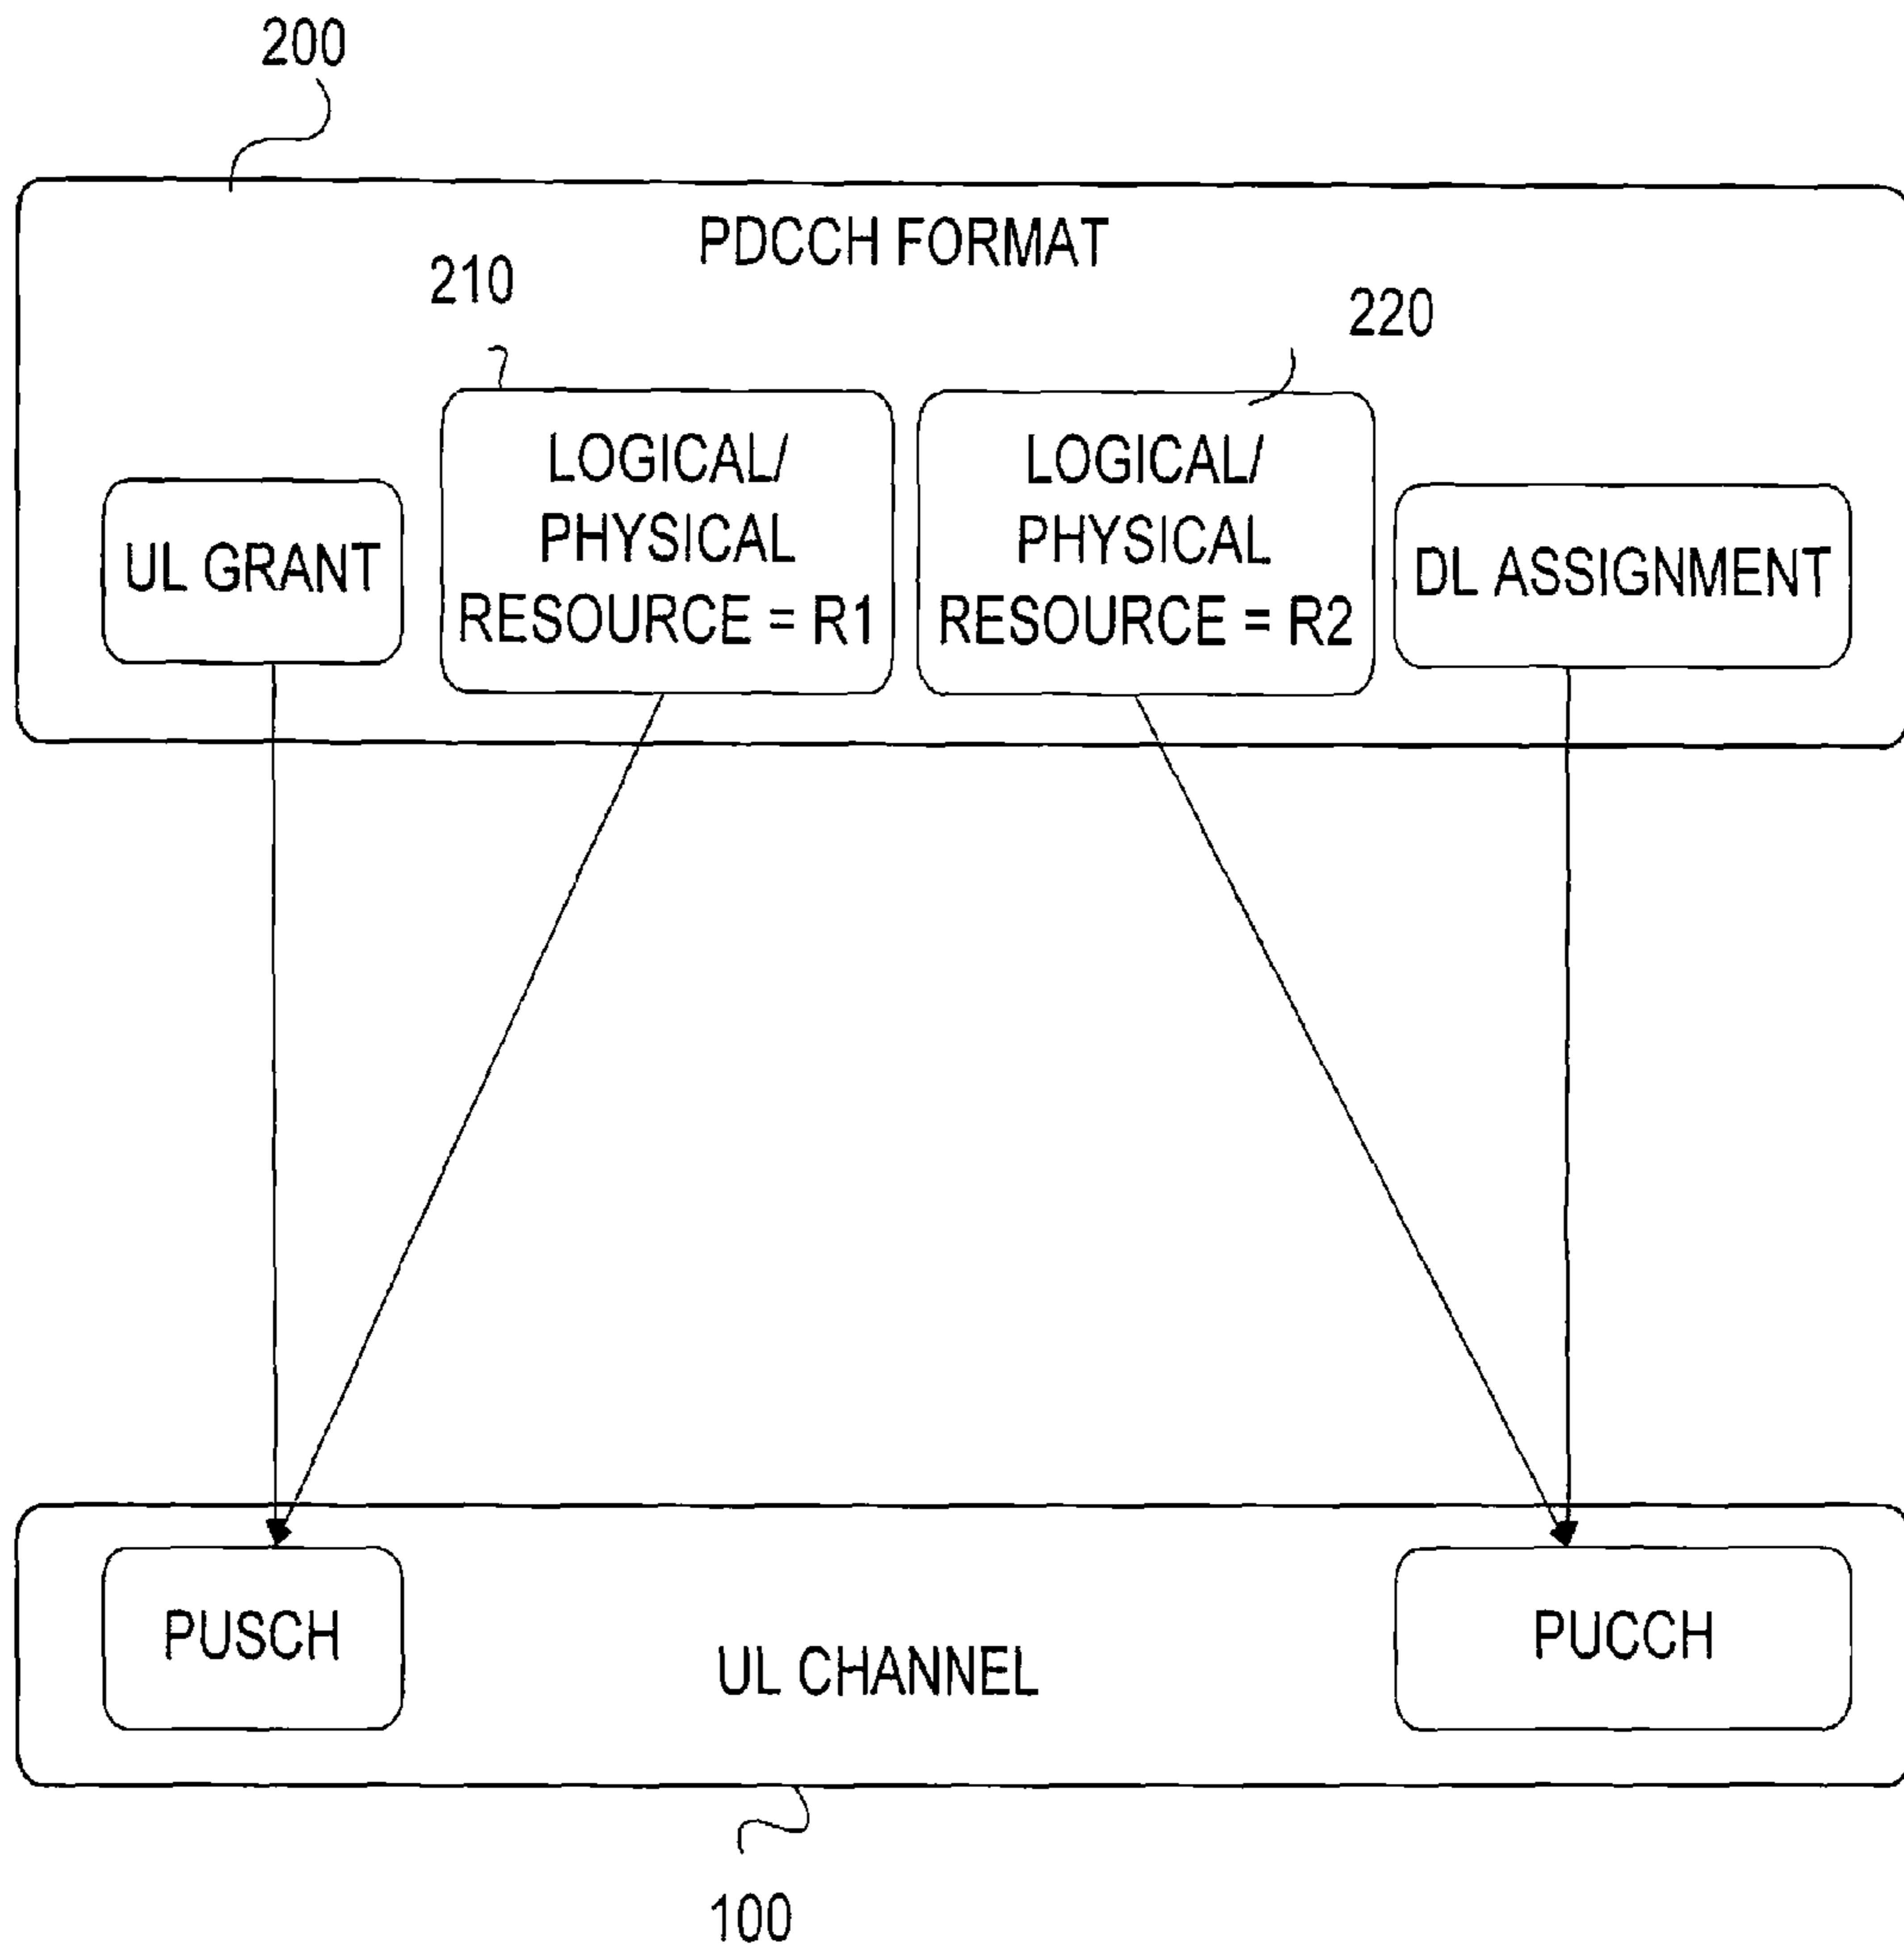 200
PDCCH FORMAT
210
220
UL GRANT
LOGICAL/
PHYSICAL
RESOURCE = R1
LOGICAL/
PHYSICAL
RESOURCE = R2
DL ASSIGNMENT
PUSCH
UL CHANNEL
PUCCH
100